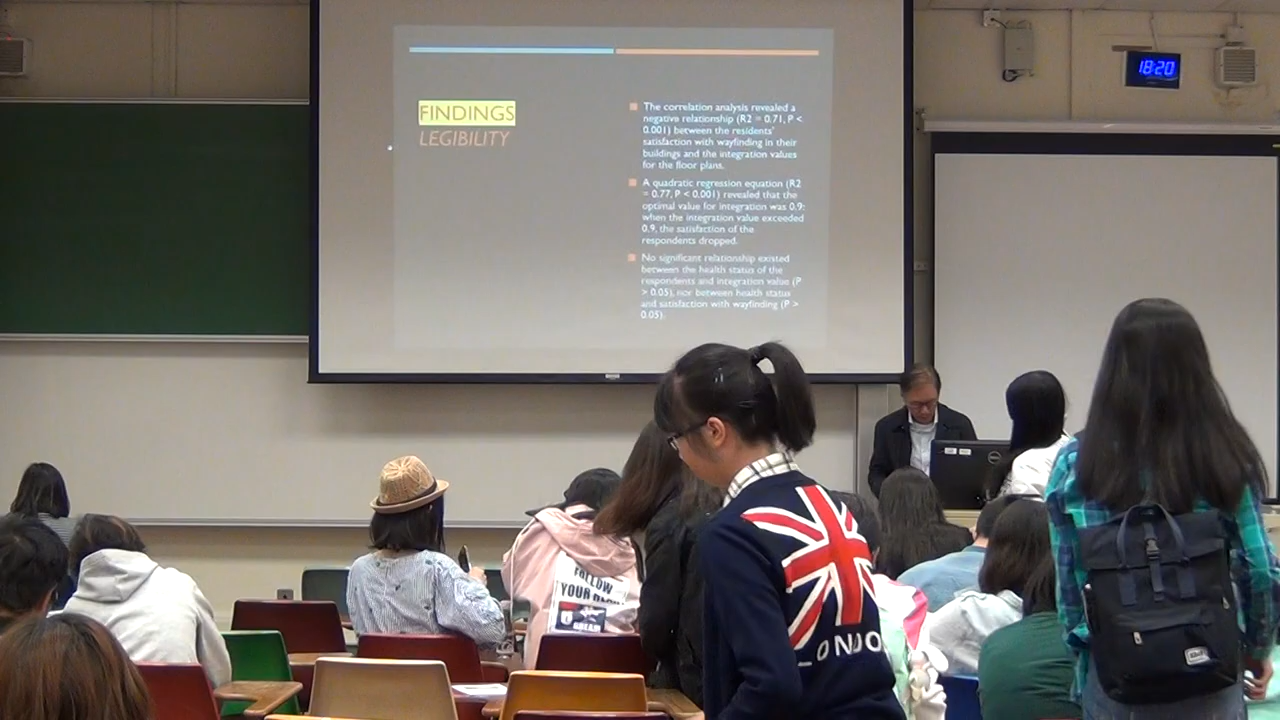 18:20
FINDINGS
LEGIBILITY
The correlation analysis revealed a
negative relationship (R2 = 0.71, P <
0.001) between the residents'
satisfaction with wayfinding in their
buildings and the integration values
for the floor plans.
A quadratic regression equation (R2
= 0.77, P < 0.001) revealed that the
optimal value for integration was 0.9:
when the integration value exceeded
0.9, the satisfaction of the
respondents dropped.
No significant relationship existed
between the health status of the
respondents and integration value (P
> 0.05), nor between health status
and satisfaction with wayfinding (P >
0.05).
DELL
FOLLOW
YOUR
DREAM
LONDO